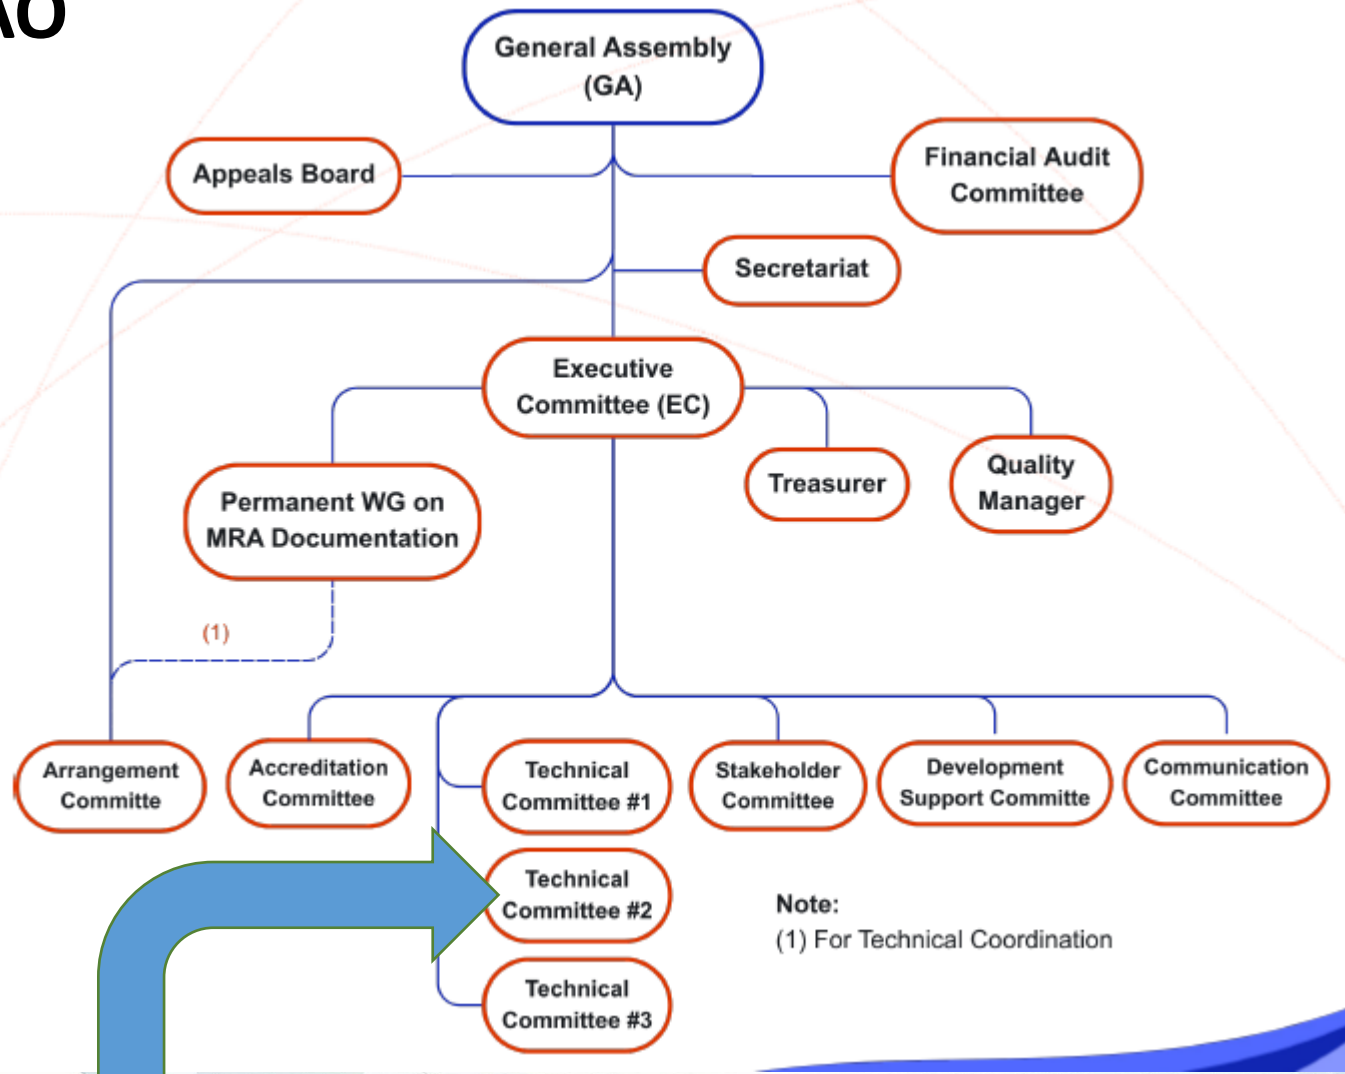 AO
General Assembly
(GA)
Appeals Board
Financial Audit
Committee
Secretariat
Executive
Committee (EC)
Treasurer
Quality
Manager
Permanent WG on
MRA Documentation
(1)
Arrangement
Committe
Accreditation
Committee
Technical
Committee #1
Stakeholder
Committee
Development
Support Committe
Communication
Committee
Technical
Committee #2
Technical
Committee #3
Note:
(1) For Technical Coordination